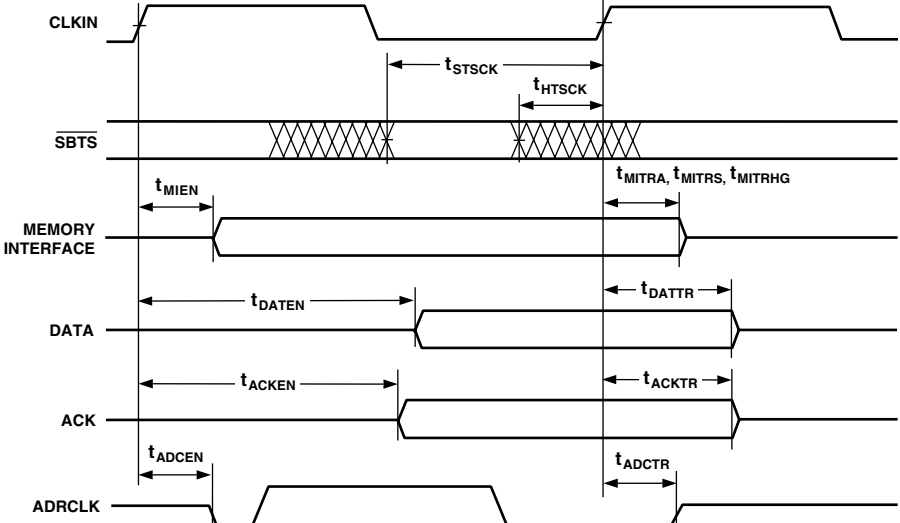 CLKIN
tSTSCK
tHTSCK
SBTS
tMIEN
tMITRA, tMITRS, tMITRHG
MEMORY
INTERFACE
tDATEN
tDATTR
DATA
tACKEN
tACKTR
ACK
tADCEN
tADCTR
ADRCLK